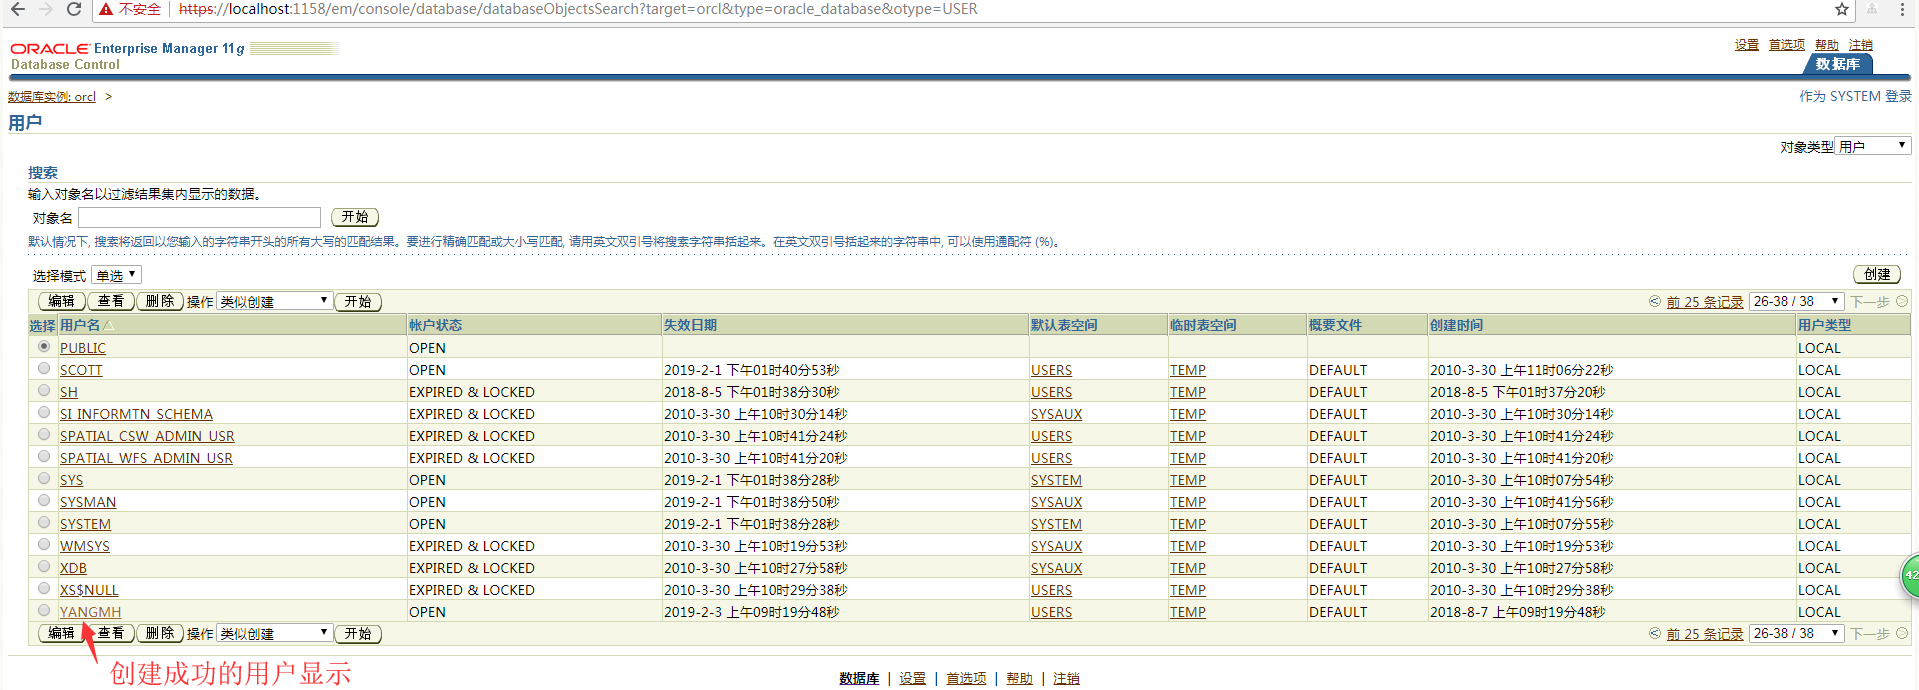 不安全 https://localhost:1158/em/console/database/databaseObjectsSearch?target=orcl&type=oracle_database&otype=USER
ORACLE Enterprise Manager 11g
Database Control
设置 首选项 帮助 注销
数据库
数据库实例: orcl >
作为 SYSTEM 登录
用户
对象类型 用户
搜索
输入对象名以过滤结果集内显示的数据。
对象名 开始
默认情况下, 搜索将返回以您输入的字符串开头的所有大写的匹配结果。要进行精确匹配或大小写匹配, 请用英文双引号将搜索字符串括起来。在英文双引号括起来的字符串中, 可以使用通配符 (%)。
选择模式 单选
创建
编辑 查看 删除 操作 类似创建 开始 前 25 条记录 26-38 / 38 下一步
选择 用户名 帐户状态 失效日期 默认表空间 临时表空间 概要文件 创建时间 用户类型
PUBLIC OPEN LOCAL
SCOTT OPEN 2019-2-1 下午01时40分53秒 USERS TEMP DEFAULT 2010-3-30 上午11时06分22秒 LOCAL
SH EXPIRED & LOCKED 2018-8-5 下午01时38分30秒 USERS TEMP DEFAULT 2018-8-5 下午01时37分20秒 LOCAL
SI_INFORMTN_SCHEMA EXPIRED & LOCKED 2010-3-30 上午10时30分14秒 SYSAUX TEMP DEFAULT 2010-3-30 上午10时30分14秒 LOCAL
SPATIAL_CSW_ADMIN_USR EXPIRED & LOCKED 2010-3-30 上午10时41分24秒 USERS TEMP DEFAULT 2010-3-30 上午10时41分24秒 LOCAL
SPATIAL_WFS_ADMIN_USR EXPIRED & LOCKED 2010-3-30 上午10时41分20秒 USERS TEMP DEFAULT 2010-3-30 上午10时41分20秒 LOCAL
SYS OPEN 2019-2-1 下午01时38分28秒 SYSTEM TEMP DEFAULT 2010-3-30 上午10时07分54秒 LOCAL
SYSMAN OPEN 2019-2-1 下午01时38分50秒 SYSAUX TEMP DEFAULT 2010-3-30 上午10时41分56秒 LOCAL
SYSTEM OPEN 2019-2-1 下午01时38分28秒 SYSTEM TEMP DEFAULT 2010-3-30 上午10时07分55秒 LOCAL
WMSYS EXPIRED & LOCKED 2010-3-30 上午10时19分53秒 SYSAUX TEMP DEFAULT 2010-3-30 上午10时19分53秒 LOCAL
XDB EXPIRED & LOCKED 2010-3-30 上午10时27分58秒 SYSAUX TEMP DEFAULT 2010-3-30 上午10时27分58秒 LOCAL
XS$NULL EXPIRED & LOCKED 2010-3-30 上午10时29分38秒 USERS TEMP DEFAULT 2010-3-30 上午10时29分38秒 LOCAL
YANGMH OPEN 2019-2-3 上午09时19分48秒 USERS TEMP DEFAULT 2018-8-7 上午09时19分48秒 LOCAL
编辑 查看 删除 操作 类似创建 开始 前 25 条记录 26-38 / 38 下一步
创建成功的用户显示
数据库 | 设置 | 首选项 | 帮助 | 注销
42